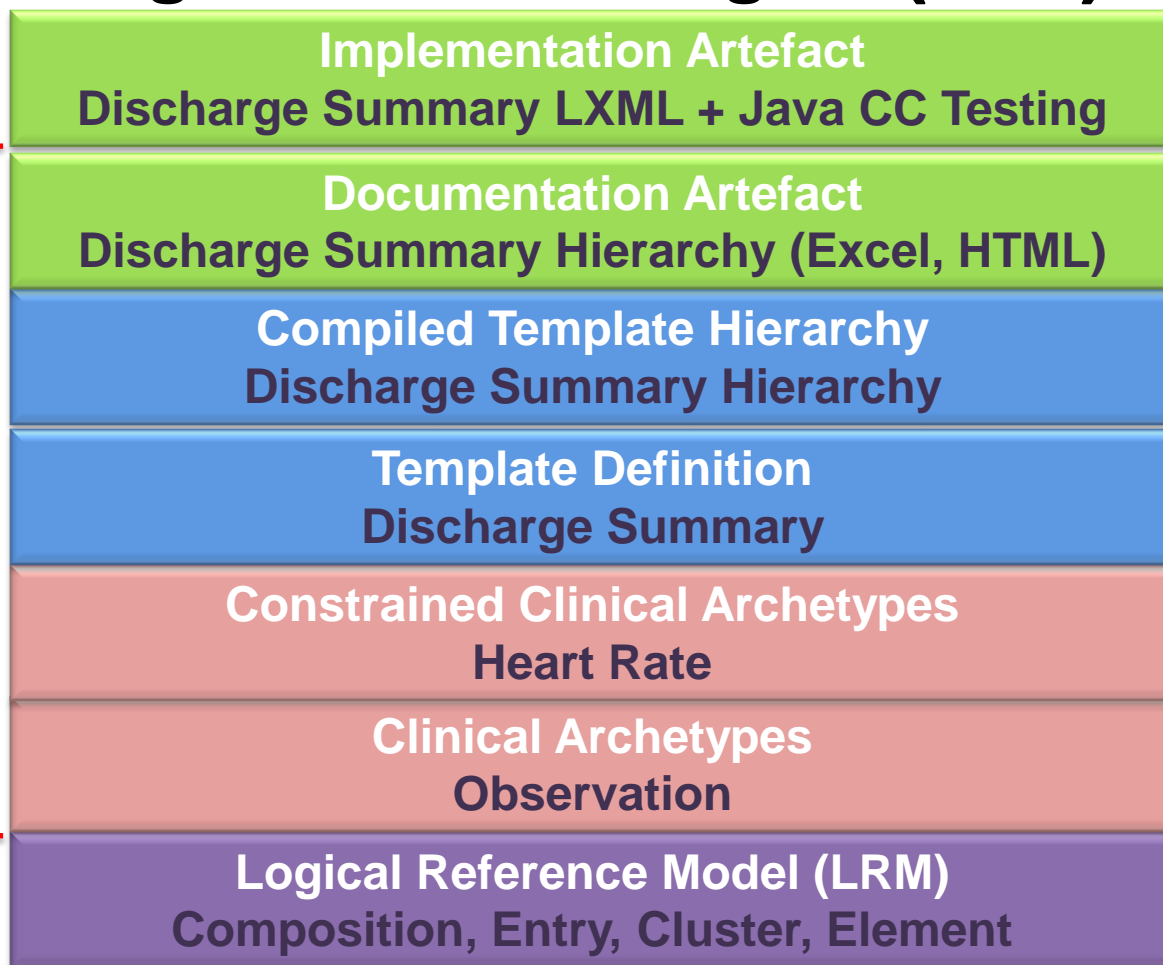 Implementation Artefact
Discharge Summary LXML + Java CC Testing
Documentation Artefact
Discharge Summary Hierarchy (Excel, HTML)
Compiled Template Hierarchy
Discharge Summary Hierarchy
Template Definition
Discharge Summary
Constrained Clinical Archetypes
Heart Rate
Clinical Archetypes
Observation
Logical Reference Model (LRM)
Composition, Entry, Cluster, Element